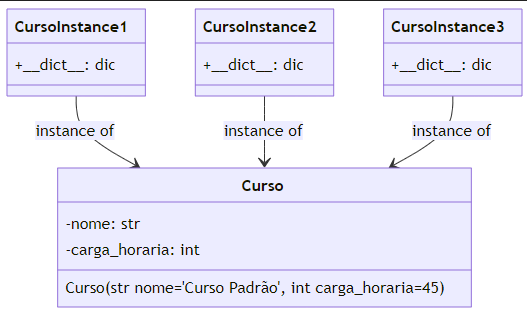 CursoInstance1
+__dict__: dic
CursoInstance2
+__dict__: dic
CursoInstance3
+__dict__: dic
instance of
instance of
instance of
Curso
-nome: str
-carga_horaria: int
Curso(str nome='Curso Padrão', int carga_horaria=45)